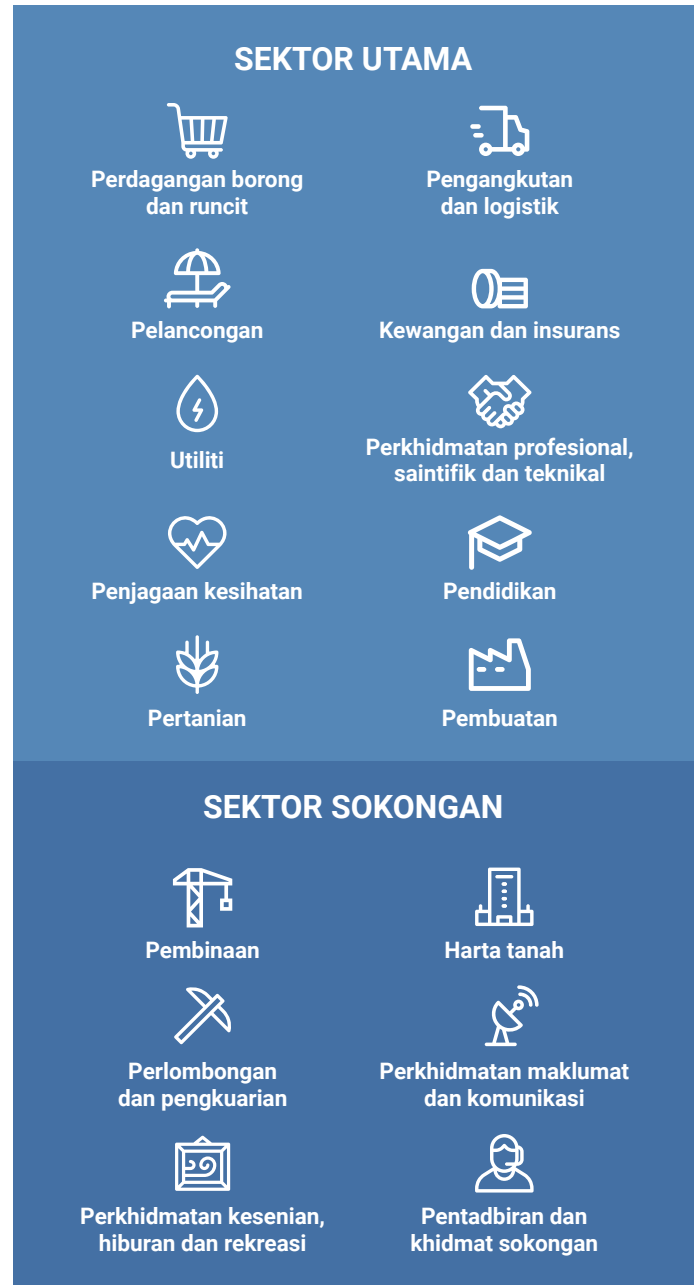 SEKTOR UTAMA
Perdagangan borong
dan runcit
Pengangkutan
dan logistik
Pelancongan
Kewangan dan insurans
Utiliti
Perkhidmatan profesional,
saintifik dan teknikal
Penjagaan kesihatan
Pendidikan
Pertanian
Pembuatan
SEKTOR SOKONGAN
Pembinaan
Harta tanah
Perlombongan
dan pengkuarian
Perkhidmatan maklumat
dan komunikasi
Perkhidmatan kesenian,
hiburan dan rekreasi
Pentadbiran dan
khidmat sokongan